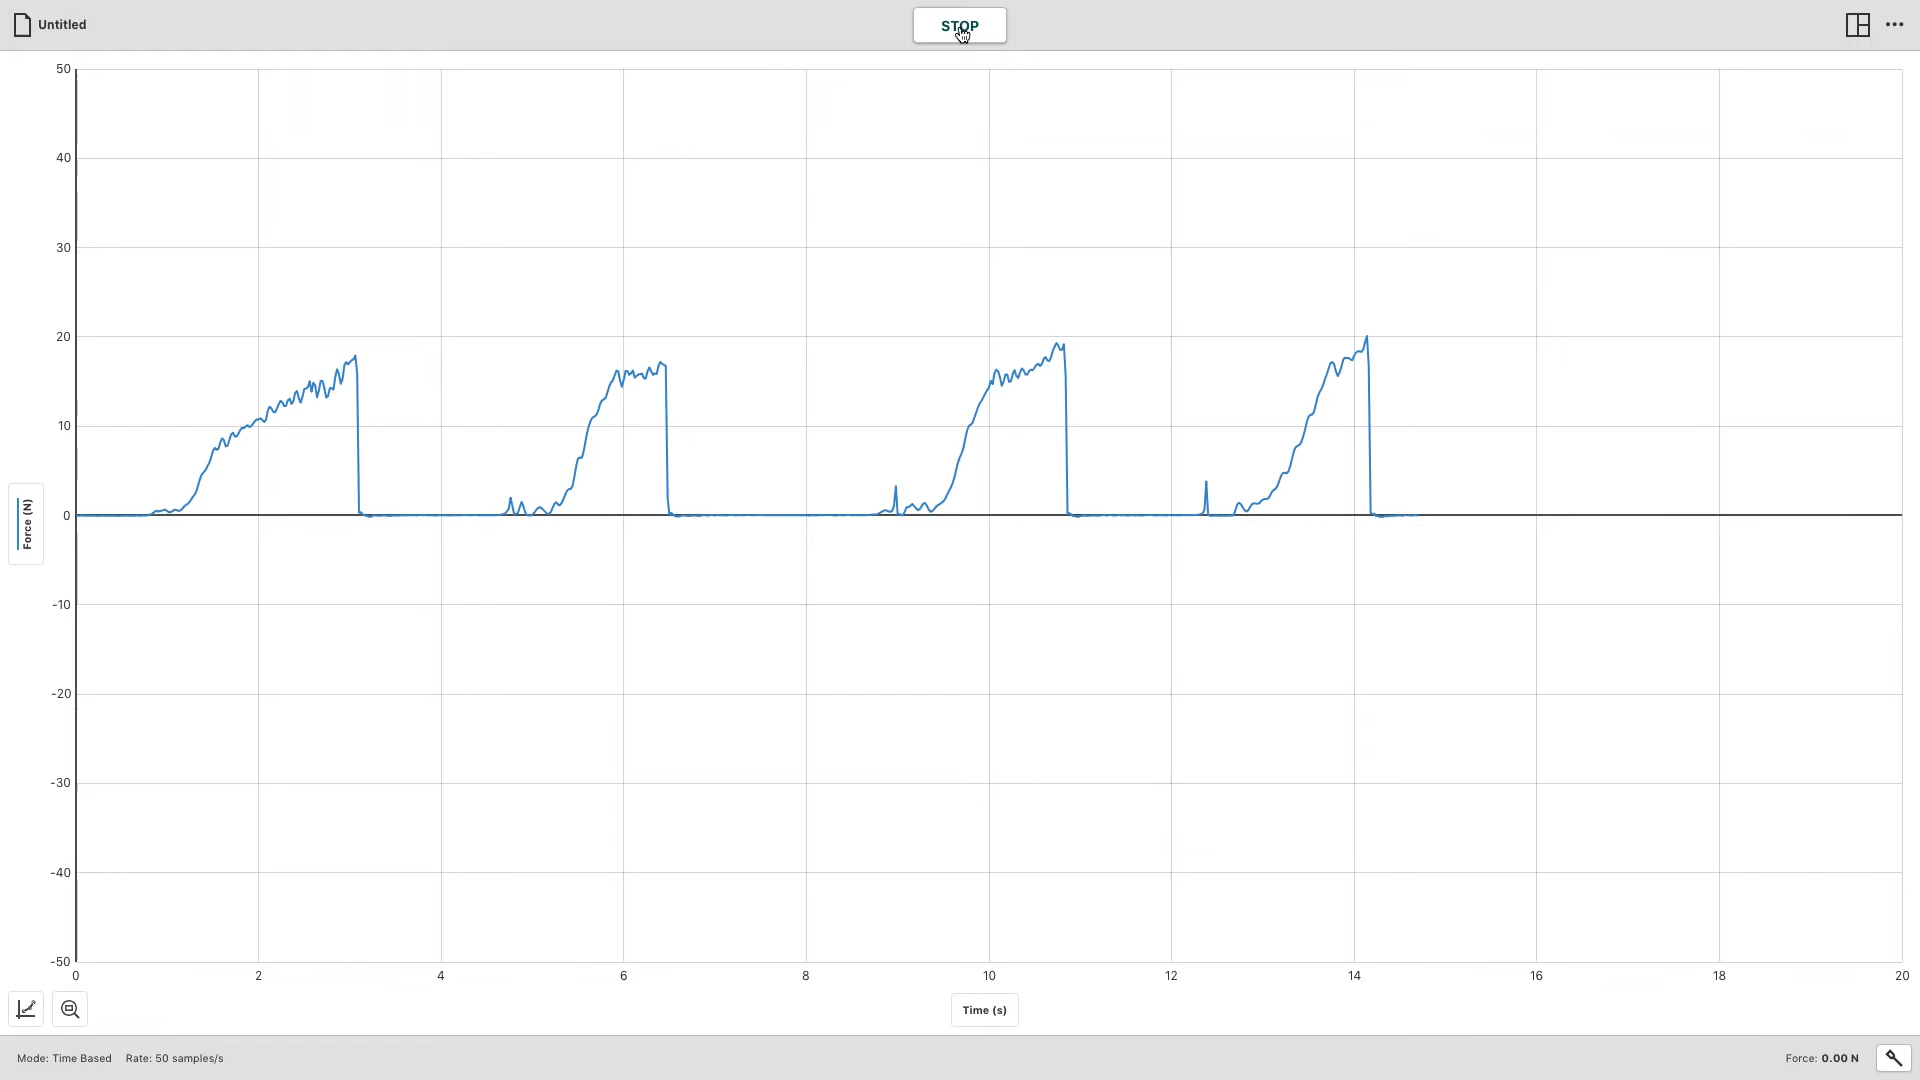 Untitled
STOP
50
40
30
20
10
0
-10
-20
-30
-40
-50
Force (N)
0 2 4 6 8 10 12 14 16 18 20
Time (s)
Mode: Time Based Rate: 50 samples/s Force: 0.00 N